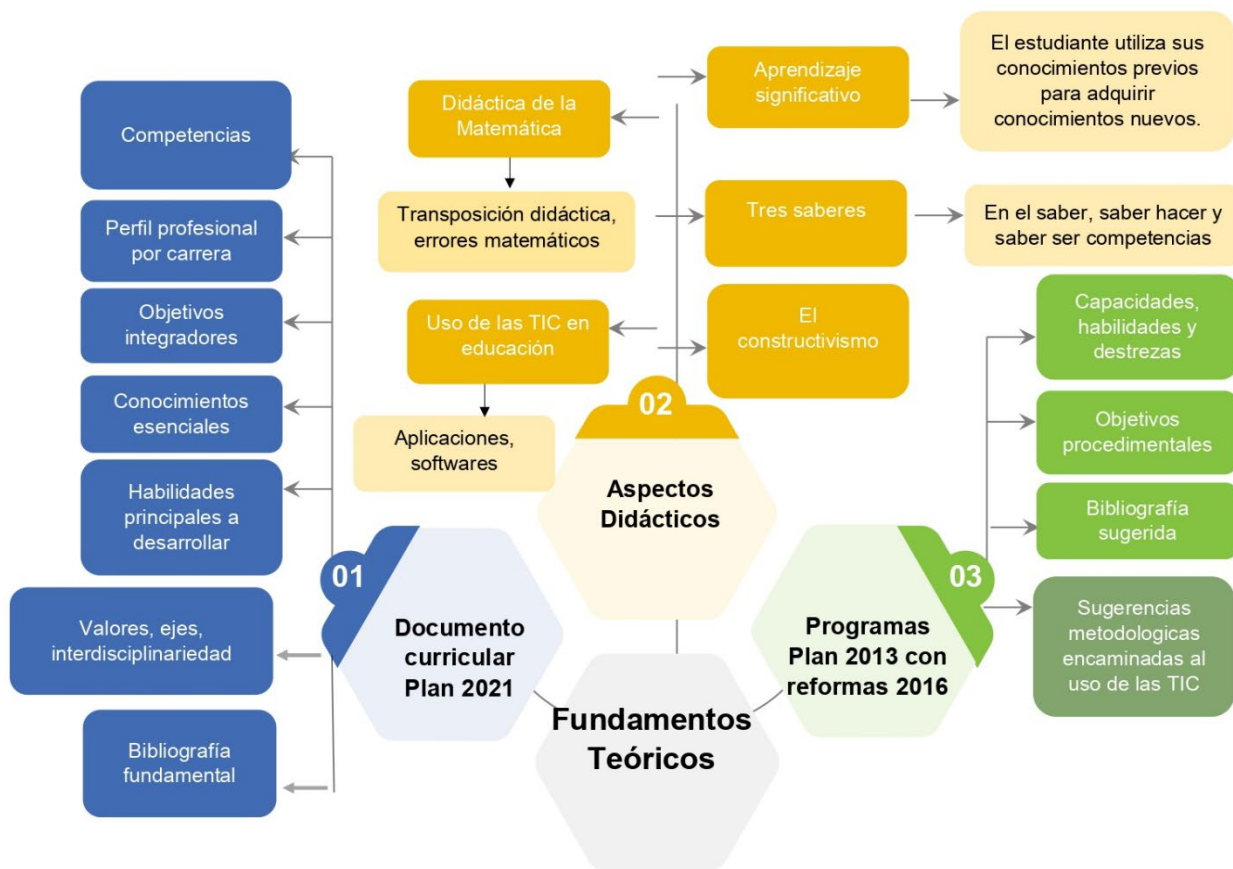 Competencias
Perfil profesional
por carrera
Objetivos
integradores
Conocimientos
esenciales
Habilidades
principales a
desarrollar
Valores, ejes,
interdisciplinariedad
Bibliografía
fundamental
01
Documento
curricular
Plan 2021
Didáctica de la
Matemática
Transposición didáctica,
errores matemáticos
Uso de las TIC en
educación
Aplicaciones,
softwares
Aprendizaje
significativo
El estudiante utiliza sus
conocimientos previos
para adquirir
conocimientos nuevos.
Tres saberes
En el saber, saber hacer y
saber ser competencias
El
constructivismo
02
Aspectos
Didácticos
Capacidades,
habilidades y
destrezas
Objetivos
procedimentales
Bibliografía
sugerida
Sugerencias
metodologicas
encaminadas al
uso de las TIC
03
Programas
Plan 2013 con
reformas 2016
Fundamentos
Teóricos